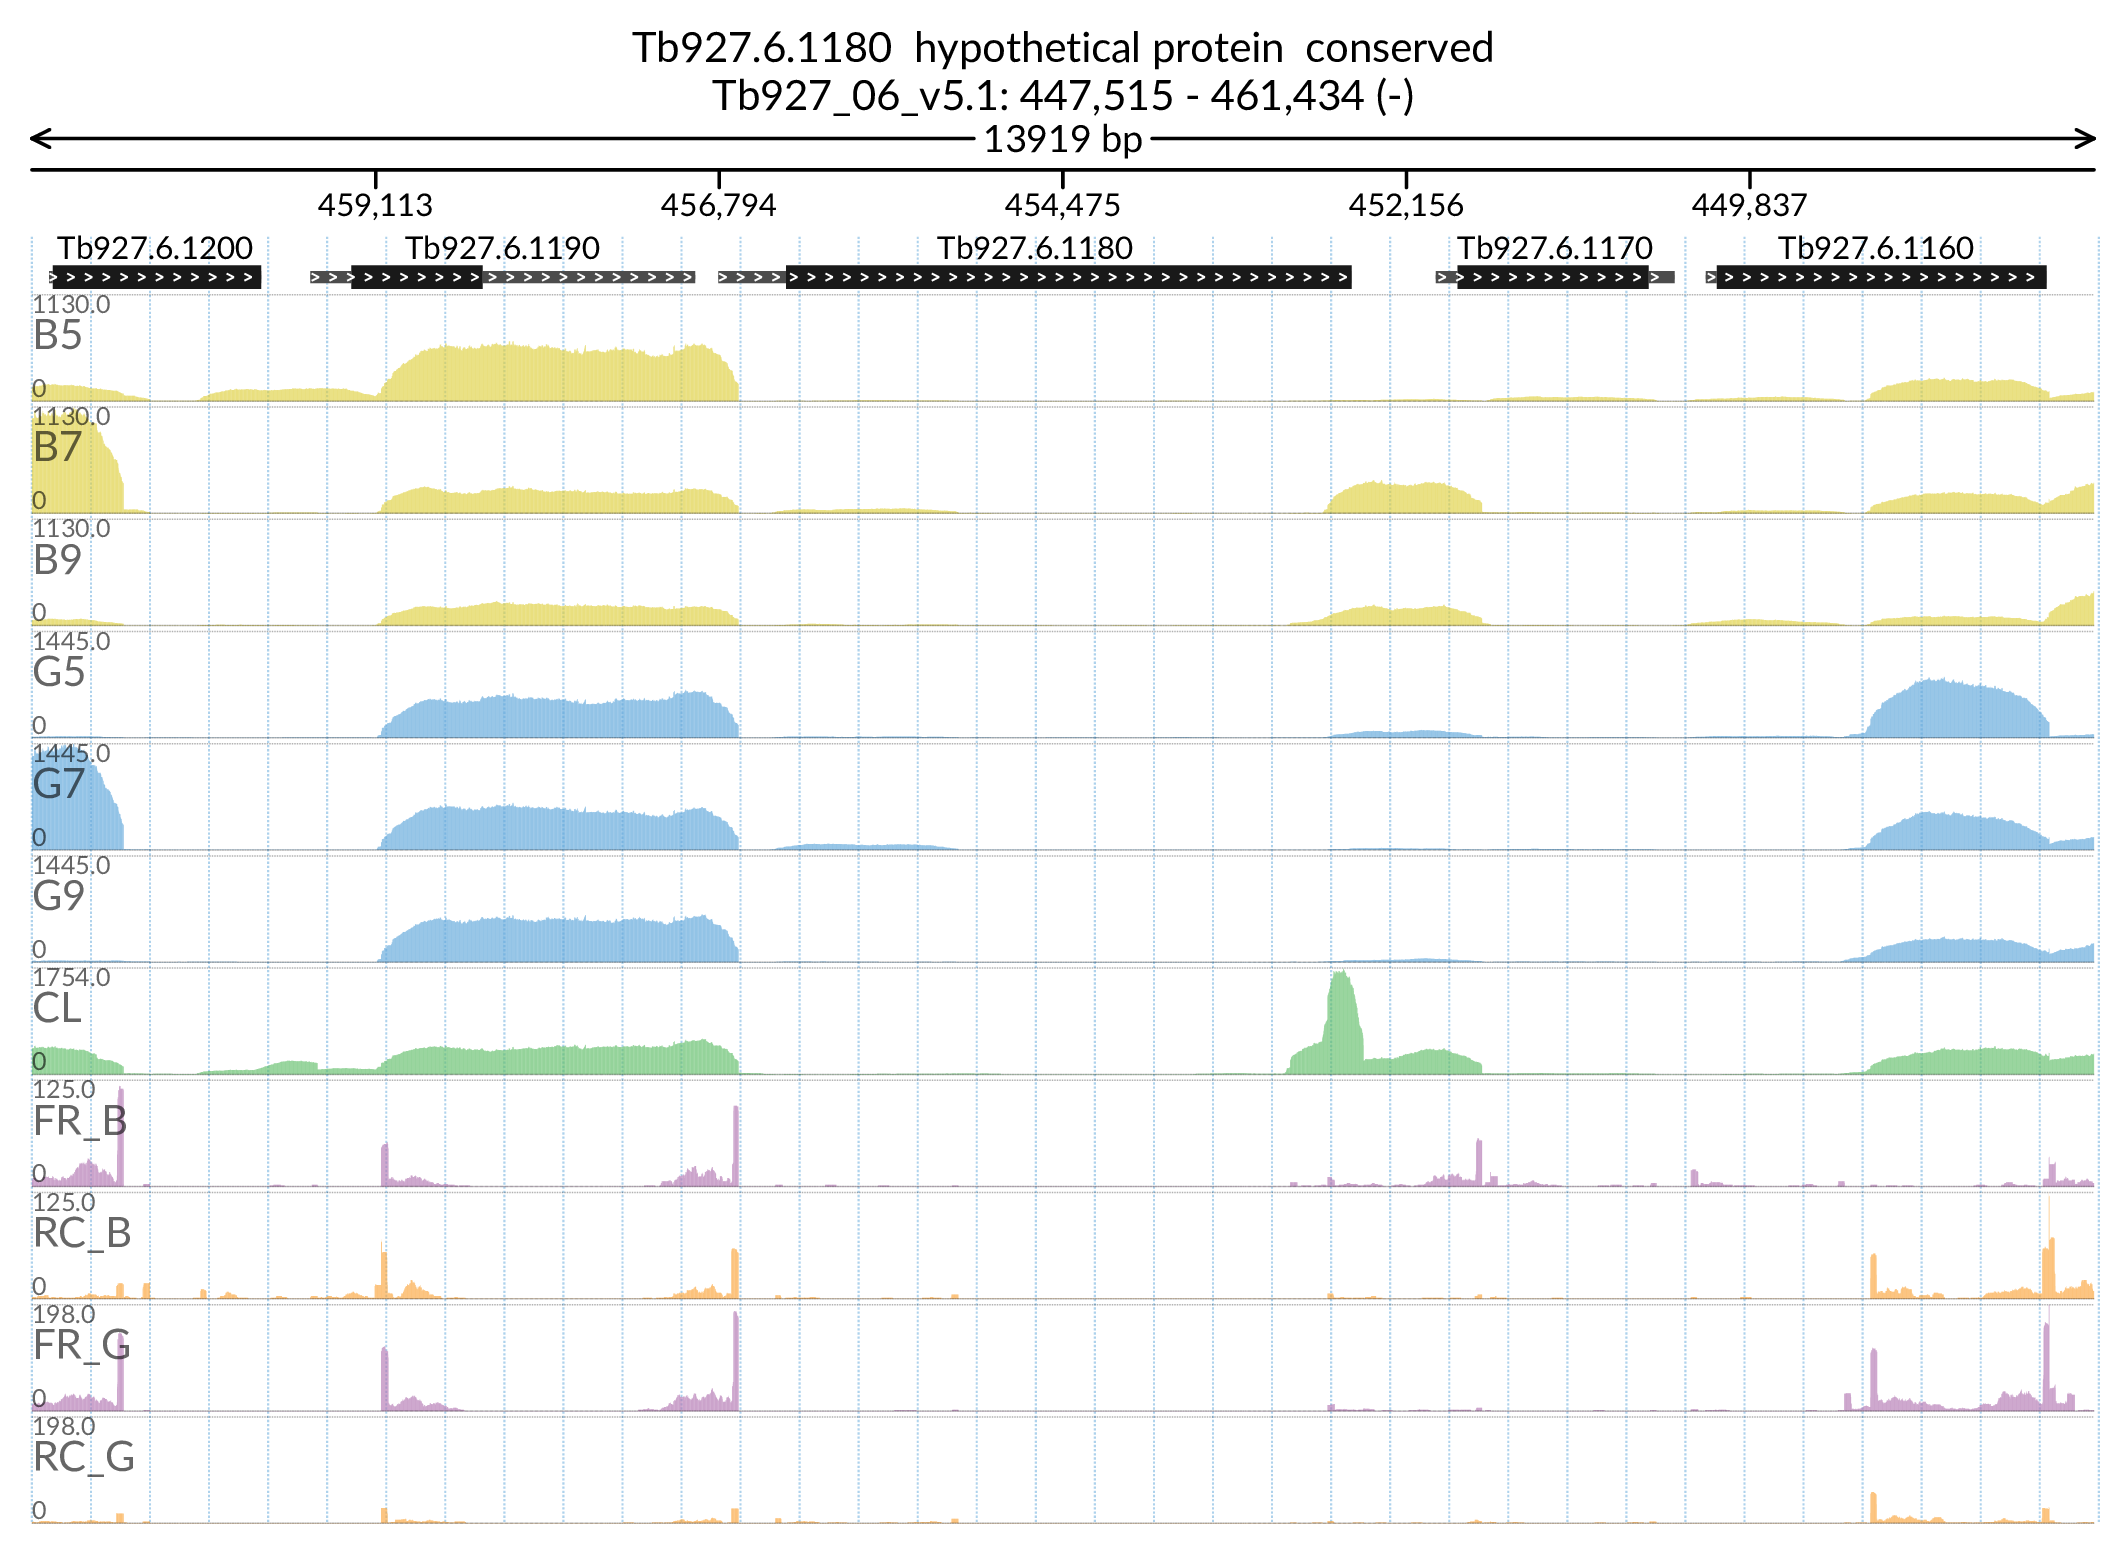 Tb927.6.1180  hypothetical protein  conserved
Tb927_06_v5.1: 447,515 - 461,434 (-)
13919 bp
459,113 456,794 454,475 452,156 449,837
Tb927.6.1200 Tb927.6.1190 Tb927.6.1180 Tb927.6.1170 Tb927.6.1160
1130.0
B5
0
1130.0
B7
0
1130.0
B9
0
1445.0
G5
0
1445.0
G7
0
1445.0
G9
0
1754.0
CL
0
125.0
FR_B
0
125.0
RC_B
0
198.0
FR_G
0
198.0
RC_G
0